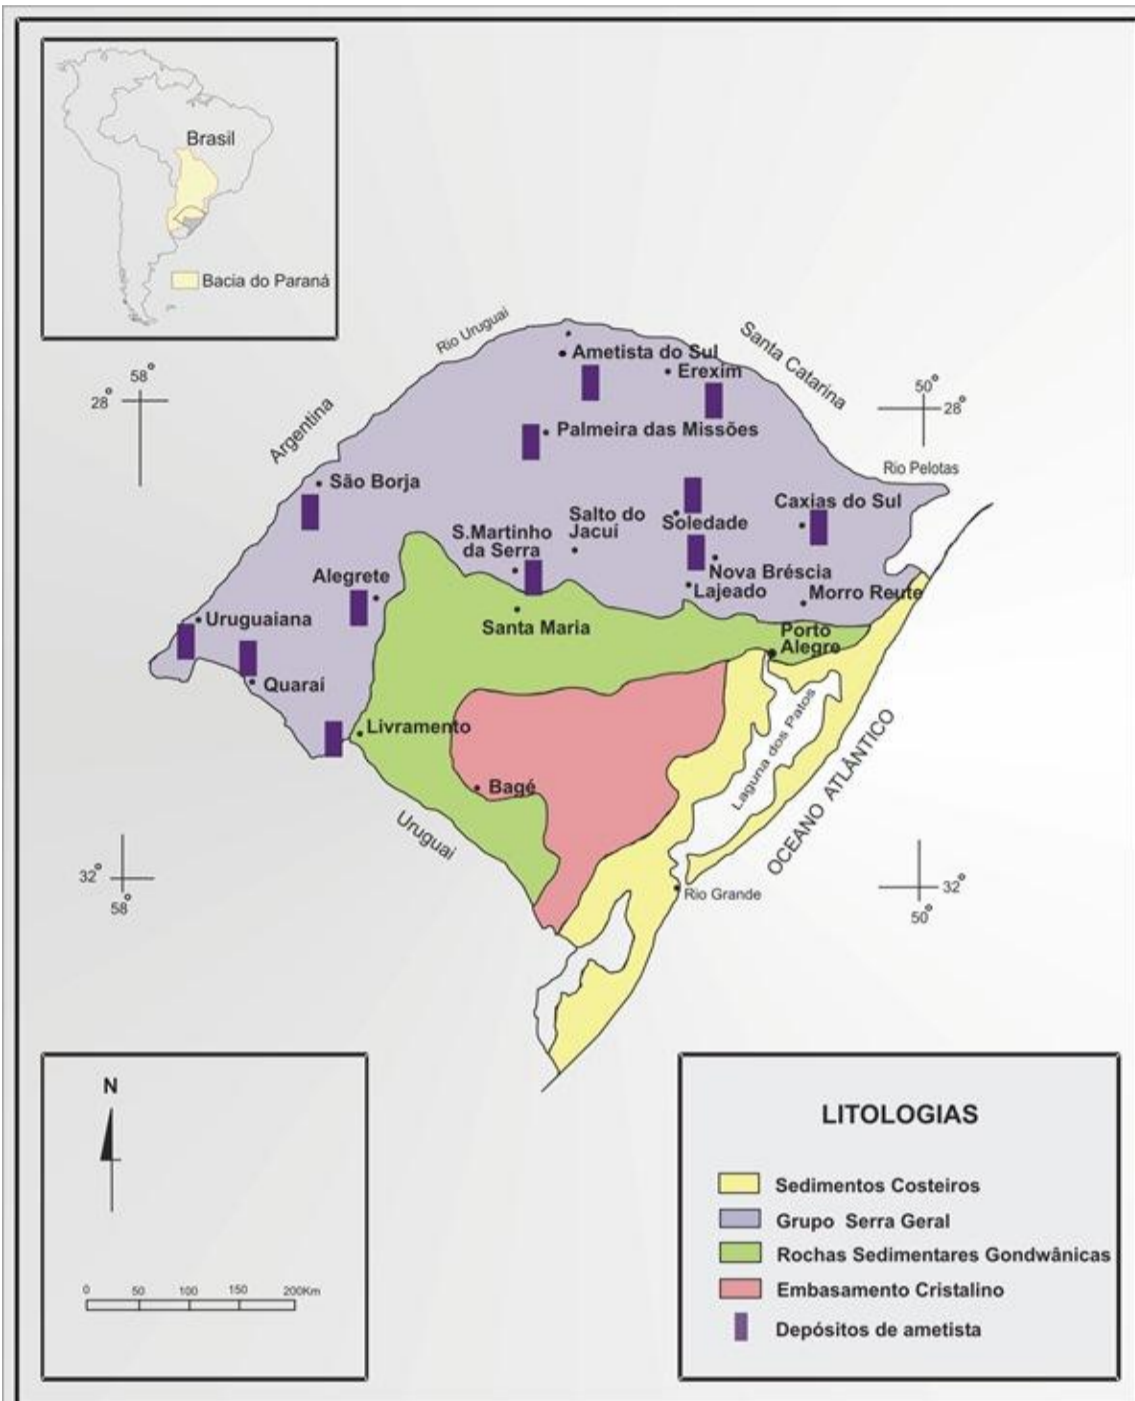 Brasil
Bacia do Paraná
Rio Uruguai
Santa Catarina
Argentina
58°
28°
50°
28°
Ametista do Sul
Erexim
Palmeira das Missões
Rio Pelotas
São Borja
Caxias do Sul
Salto do
Jacuí
Soledade
S.Martinho
da Serra
Nova Bréscia
Alegrete
Lajeado
Morro Reute
Uruguaiana
Santa Maria
Porto
Alegre
Quaraí
Livramento
Laguna dos Patos
Bagé
OCEANO ATLÂNTICO
Uruguai
32°
58°
32°
50°
Rio Grande
N
0 50 100 150 200Km
LITOLOGIAS
Sedimentos Costeiros
Grupo Serra Geral
Rochas Sedimentares Gondwânicas
Embasamento Cristalino
Depósitos de ametista